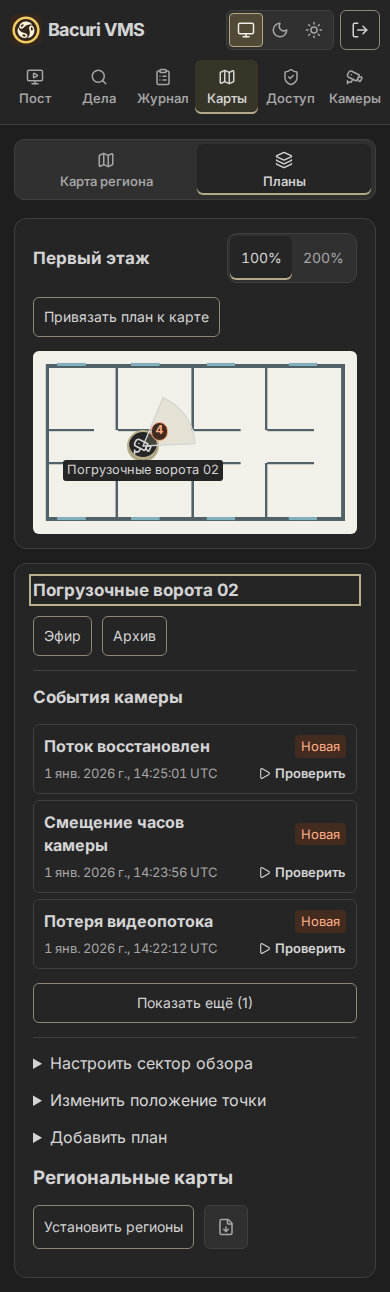 Bacuri VMS
Пост
Дела
Журнал
Карты
Доступ
Камеры
Карта региона
Планы
Первый этаж
100%
200%
Привязать план к карте
4
Погрузочные ворота 02
Погрузочные ворота 02
Эфир
Архив
События камеры
Поток восстановлен
Новая
1 янв. 2026 г., 14:25:01 UTC
Проверить
Смещение часов
камеры
Новая
1 янв. 2026 г., 14:23:56 UTC
Проверить
Потеря видеопотока
Новая
1 янв. 2026 г., 14:22:12 UTC
Проверить
Показать ещё (1)
Настроить сектор обзора
Изменить положение точки
Добавить план
Региональные карты
Установить регионы